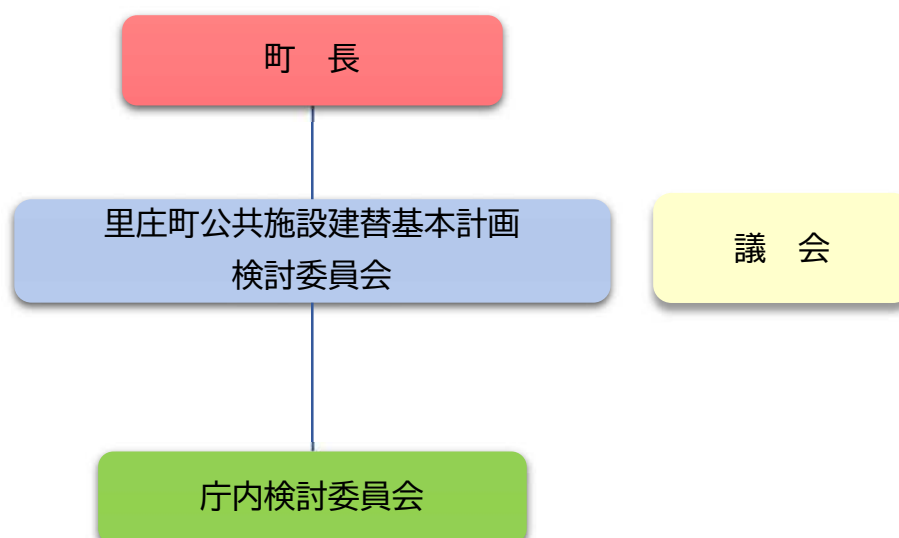 町　長
里庄町公共施設建替基本計画
検討委員会
議　会
庁内検討委員会